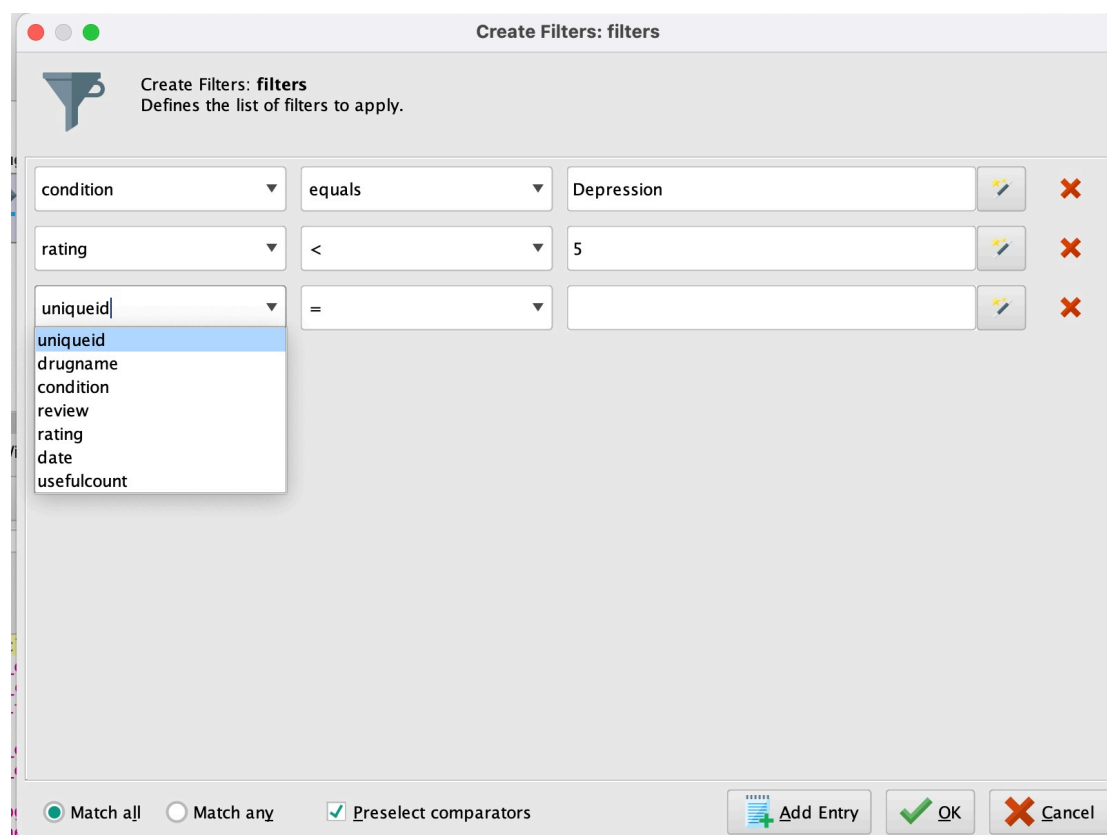 Create Filters: filters
Create Filters: filters
Defines the list of filters to apply.
condition equals Depression
rating < 5
uniqueid =
uniqueid
drugname
condition
review
rating
date
usefulcount
Match all Match any Preselect comparators Add Entry OK Cancel